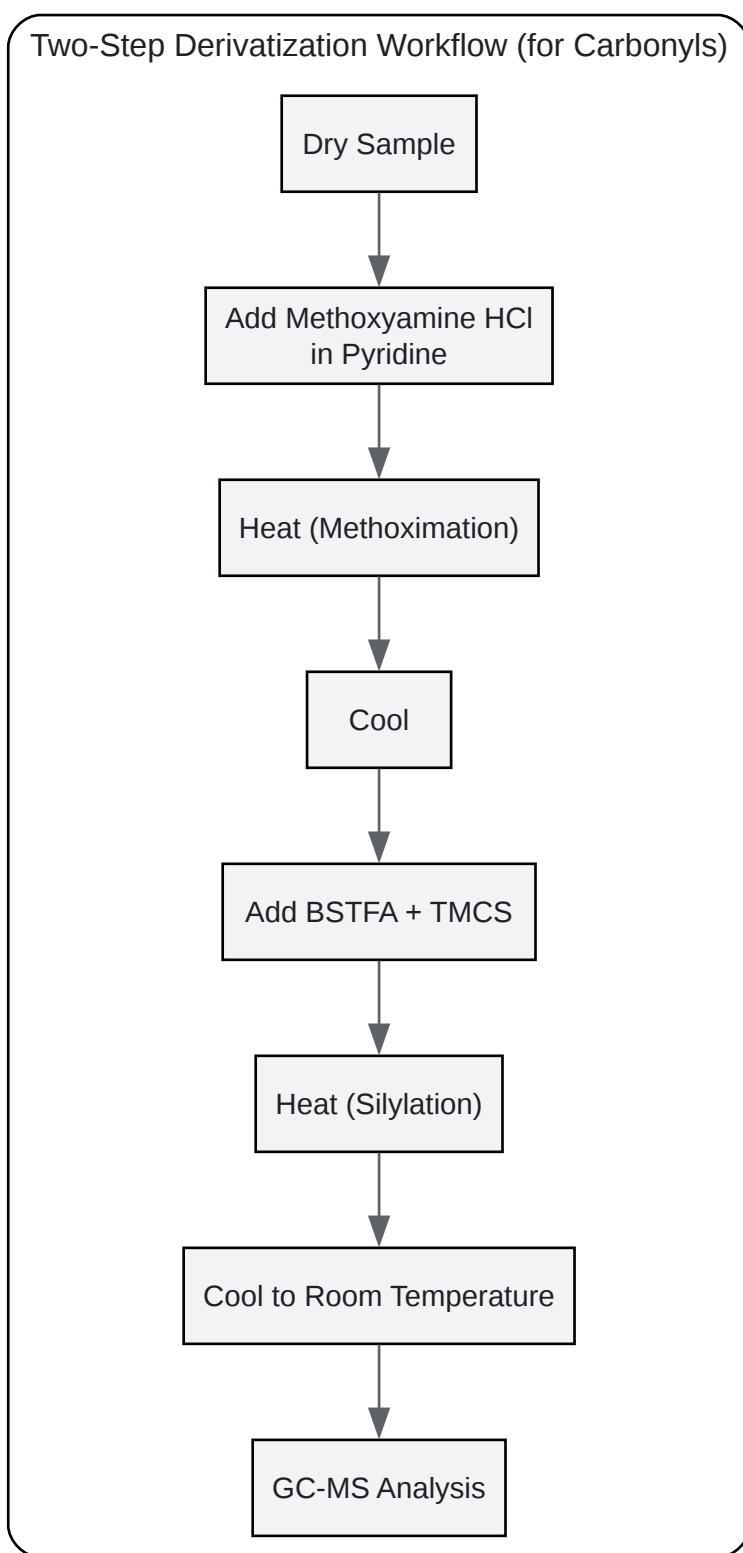 Two-Step Derivatization Workflow (for Carbonyls)
Dry Sample
Add Methoxyamine HCl
in Pyridine
Heat (Methoximation)
Cool
Add BSTFA + TMCS
Heat (Silylation)
Cool to Room Temperature
GC-MS Analysis